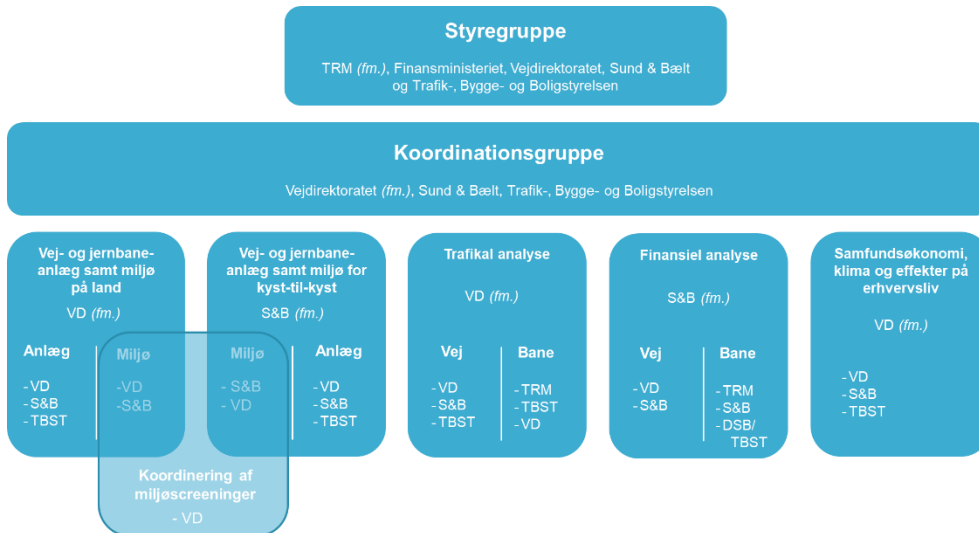 Styregruppe
TRM (fm.), Finansministeriet, Vejdirektoratet, Sund & Bælt
og Trafik-, Bygge- og Boligstyrelsen
Koordinationsgruppe
Vejdirektoratet (fm.), Sund & Bælt, Trafik-, Bygge- og Boligstyrelsen
Vej- og jernbane-
anlæg samt miljø
på land
VD (fm.)
Anlæg
-VD
-S&B
-TBST
Miljø
-VD
-S&B
Vej- og jernbane-
anlæg samt miljø for
kyst-til-kyst
S&B (fm.)
Miljø
- S&B
- VD
Anlæg
-VD
-S&B
-TBST
Koordinering af
miljøscreeninger
- VD
Trafikal analyse
VD (fm.)
Vej
-VD
-S&B
-TBST
Bane
-TRM
-TBST
-VD
Finansiel analyse
S&B (fm.)
Vej
-VD
-S&B
Bane
-TRM
-S&B
-DSB/
TBST
Samfundsøkonomi,
klima og effekter på
erhvervsliv
VD (fm.)
-VD
-S&B
-TBST